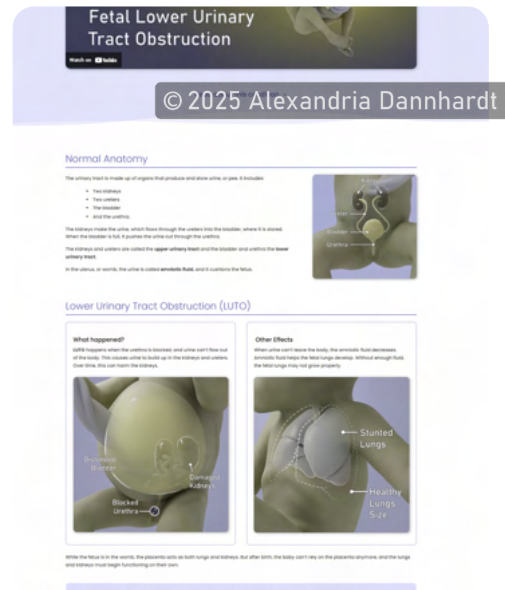 Fetal Lower Urinary
Tract Obstruction
Watch on YouTube
© 2025 Alexandria Dannhardt
Normal Anatomy
The urinary tract is made up of organs that produce and store urine, or pee. It includes:
Two kidneys
Two ureters
The bladder
And the urethra.
The kidneys make the urine, which flows through the ureters into the bladder, where it is stored.
When the bladder is full, it pushes the urine out through the urethra.
The kidneys and ureters are called the upper urinary tract and the bladder and urethra the lower
urinary tract.
In the uterus, or womb, the urine is called amniotic fluid, and it cushions the fetus.
Bladder
Urethra
Lower Urinary Tract Obstruction (LUTO)
What happened?
LUTO happens when the urethra is blocked, and urine can't flow out
of the body. This causes urine to build up in the kidneys and ureters.
Over time, this can harm the kidneys.
Distended
Bladder
Damaged
Kidneys
Blocked
Urethra
Other Effects
When urine can't leave the body, the amniotic fluid decreases.
Amniotic fluid helps the fetal lungs develop. Without enough fluid,
the fetal lungs may not grow properly.
Stunted
Lungs
Healthy
Lungs
Size
While the fetus is in the womb, the placenta acts as both lungs and kidneys. But after birth, the baby can't rely on the placenta anymore, and the lungs
and kidneys must begin functioning on their own.